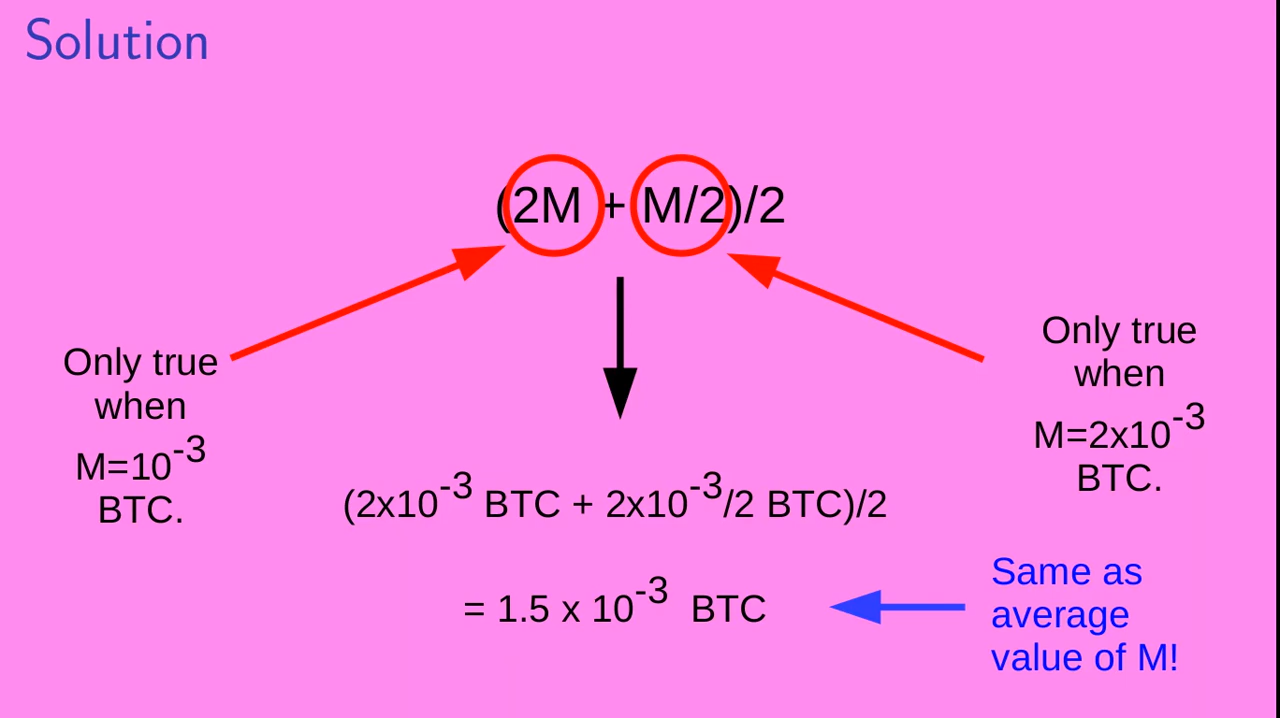 Solution
(2M + M/2)/2
Only true
when
M=10⁻³
BTC.
Only true
when
M=2x10⁻³
BTC.
(2x10⁻³ BTC + 2x10⁻³/2 BTC)/2
= 1.5 x 10⁻³ BTC
Same as
average
value of M!